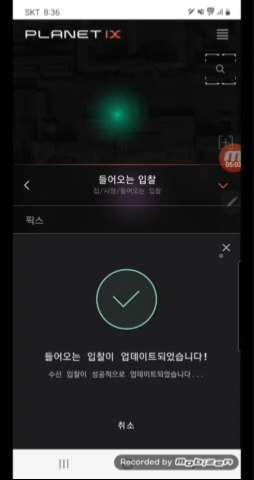 SKT 8:36
PLANET IX
05:03
들어오는 입찰
집/시장/들어오는 입찰
픽스
들어오는 입찰이 업데이트되었습니다!
수신 입찰이 성공적으로 업데이트되었습니다...
취소
Recorded by Mobizen